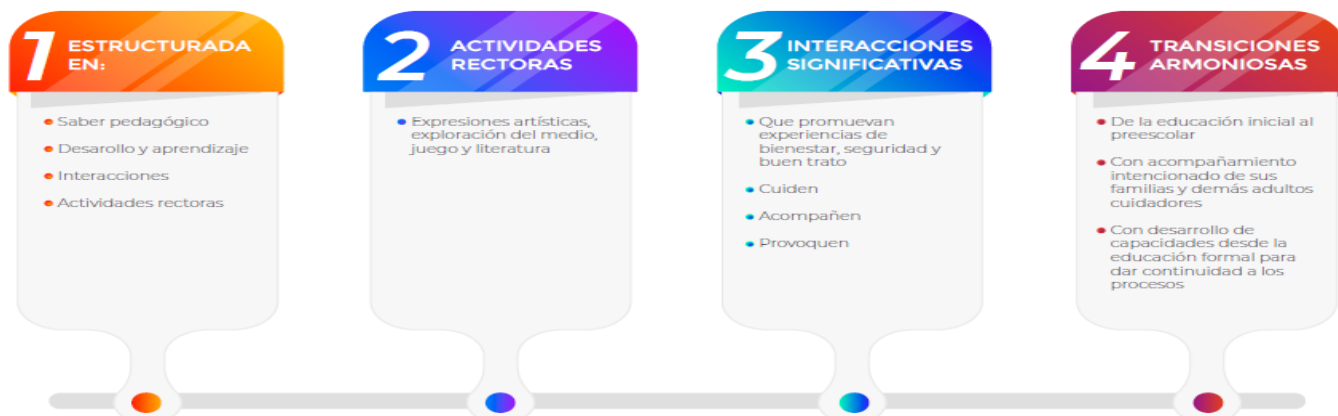 1
ESTRUCTURADA
EN:
• Saber pedagógico
• Desarollo y aprendizaje
• Interacciones
• Actividades rectoras
2
ACTIVIDADES
RECTORAS
• Expresiones artísticas,
exploración del medio,
juego y literatura
3
INTERACCIONES
SIGNIFICATIVAS
• Que promuevan
experiencias de
bienestar, seguridad y
buen trato
• Cuiden
• Acompañen
• Provoquen
4
TRANSICIONES
ARMONIOSAS
• De la educación inicial al
preescolar
• Con acompañamiento
intencionado de sus
familias y demás adultos
cuidadores
• Con desarrollo de
capacidades desde la
educación formal para
dar continuidad a los
procesos